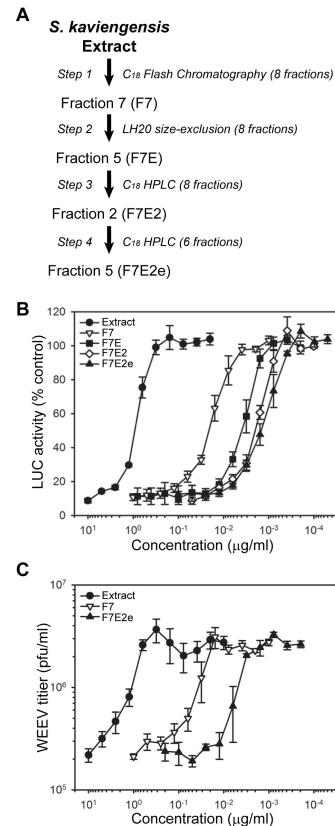 A
S. kaviengensis
Extract
Step 1 C₁₈ Flash Chromatography (8 fractions)
Fraction 7 (F7)
Step 2 LH20 size-exclusion (8 fractions)
Fraction 5 (F7E)
Step 3 C₁₈ HPLC (8 fractions)
Fraction 2 (F7E2)
Step 4 C₁₈ HPLC (6 fractions)
Fraction 5 (F7E2e)
B
LUC activity (% control)
120
100
80
60
40
20
0
Extract
F7
F7E
F7E2
F7E2e
10¹ 10⁰ 10⁻¹ 10⁻² 10⁻³ 10⁻⁴
Concentration (μg/ml)
C
WEEV titier (pfu/ml)
10⁷
10⁶
10⁵
Extract
F7
F7E2e
10¹ 10⁰ 10⁻¹ 10⁻² 10⁻³ 10⁻⁴
Concentration (μg/ml)